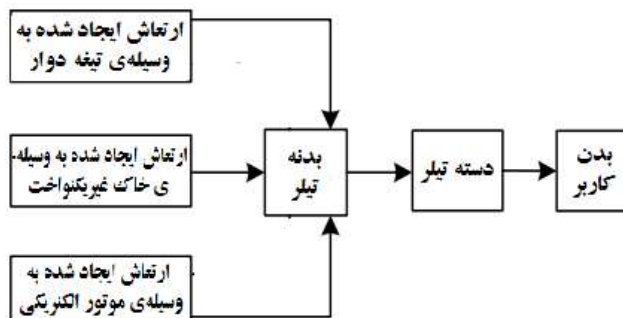 ارتعاش ایجاد شده به
وسیله‌ی تیغه دوار
ارتعاش ایجاد شده به وسیله-
ی خاک غیریکنواخت
بدنه
تیلر
دسته تیلر
بدن
کاربر
ارتعاش ایجاد شده به
وسیله‌ی موتور الکتریکی